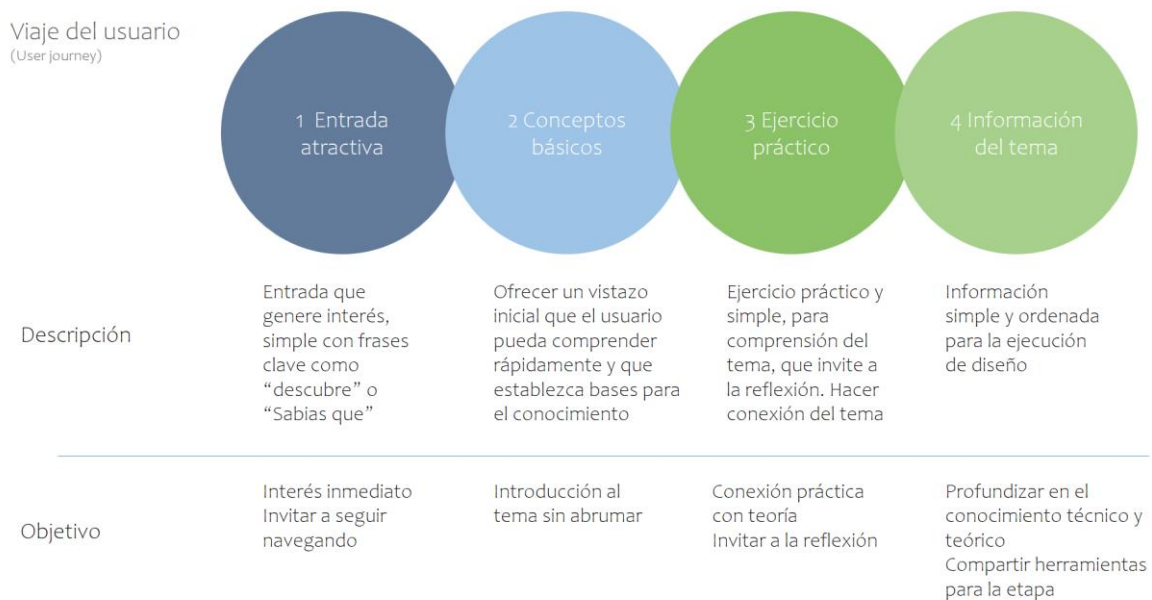 Viaje del usuario
(User journey)
1 Entrada
atractiva
2 Conceptos
básicos
3 Ejercicio
práctico
4 Información
del tema
Descripción
Entrada que
genere interés,
simple con frases
clave como
“descubre” o
“Sabias que”
Ofrecer un vistazo
inicial que el usuario
pueda comprender
rápidamente y que
establezca bases para
el conocimiento
Ejercicio práctico y
simple, para
comprensión del
tema, que invite a
la reflexión. Hacer
conexión del tema
Información
simple y ordenada
para la ejecución
de diseño
Objetivo
Interés inmediato
Invitar a seguir
navegando
Introducción al
tema sin abrumar
Conexión práctica
con teoría
Invitar a la reflexión
Profundizar en el
conocimiento técnico y
teórico
Compartir herramientas
para la etapa